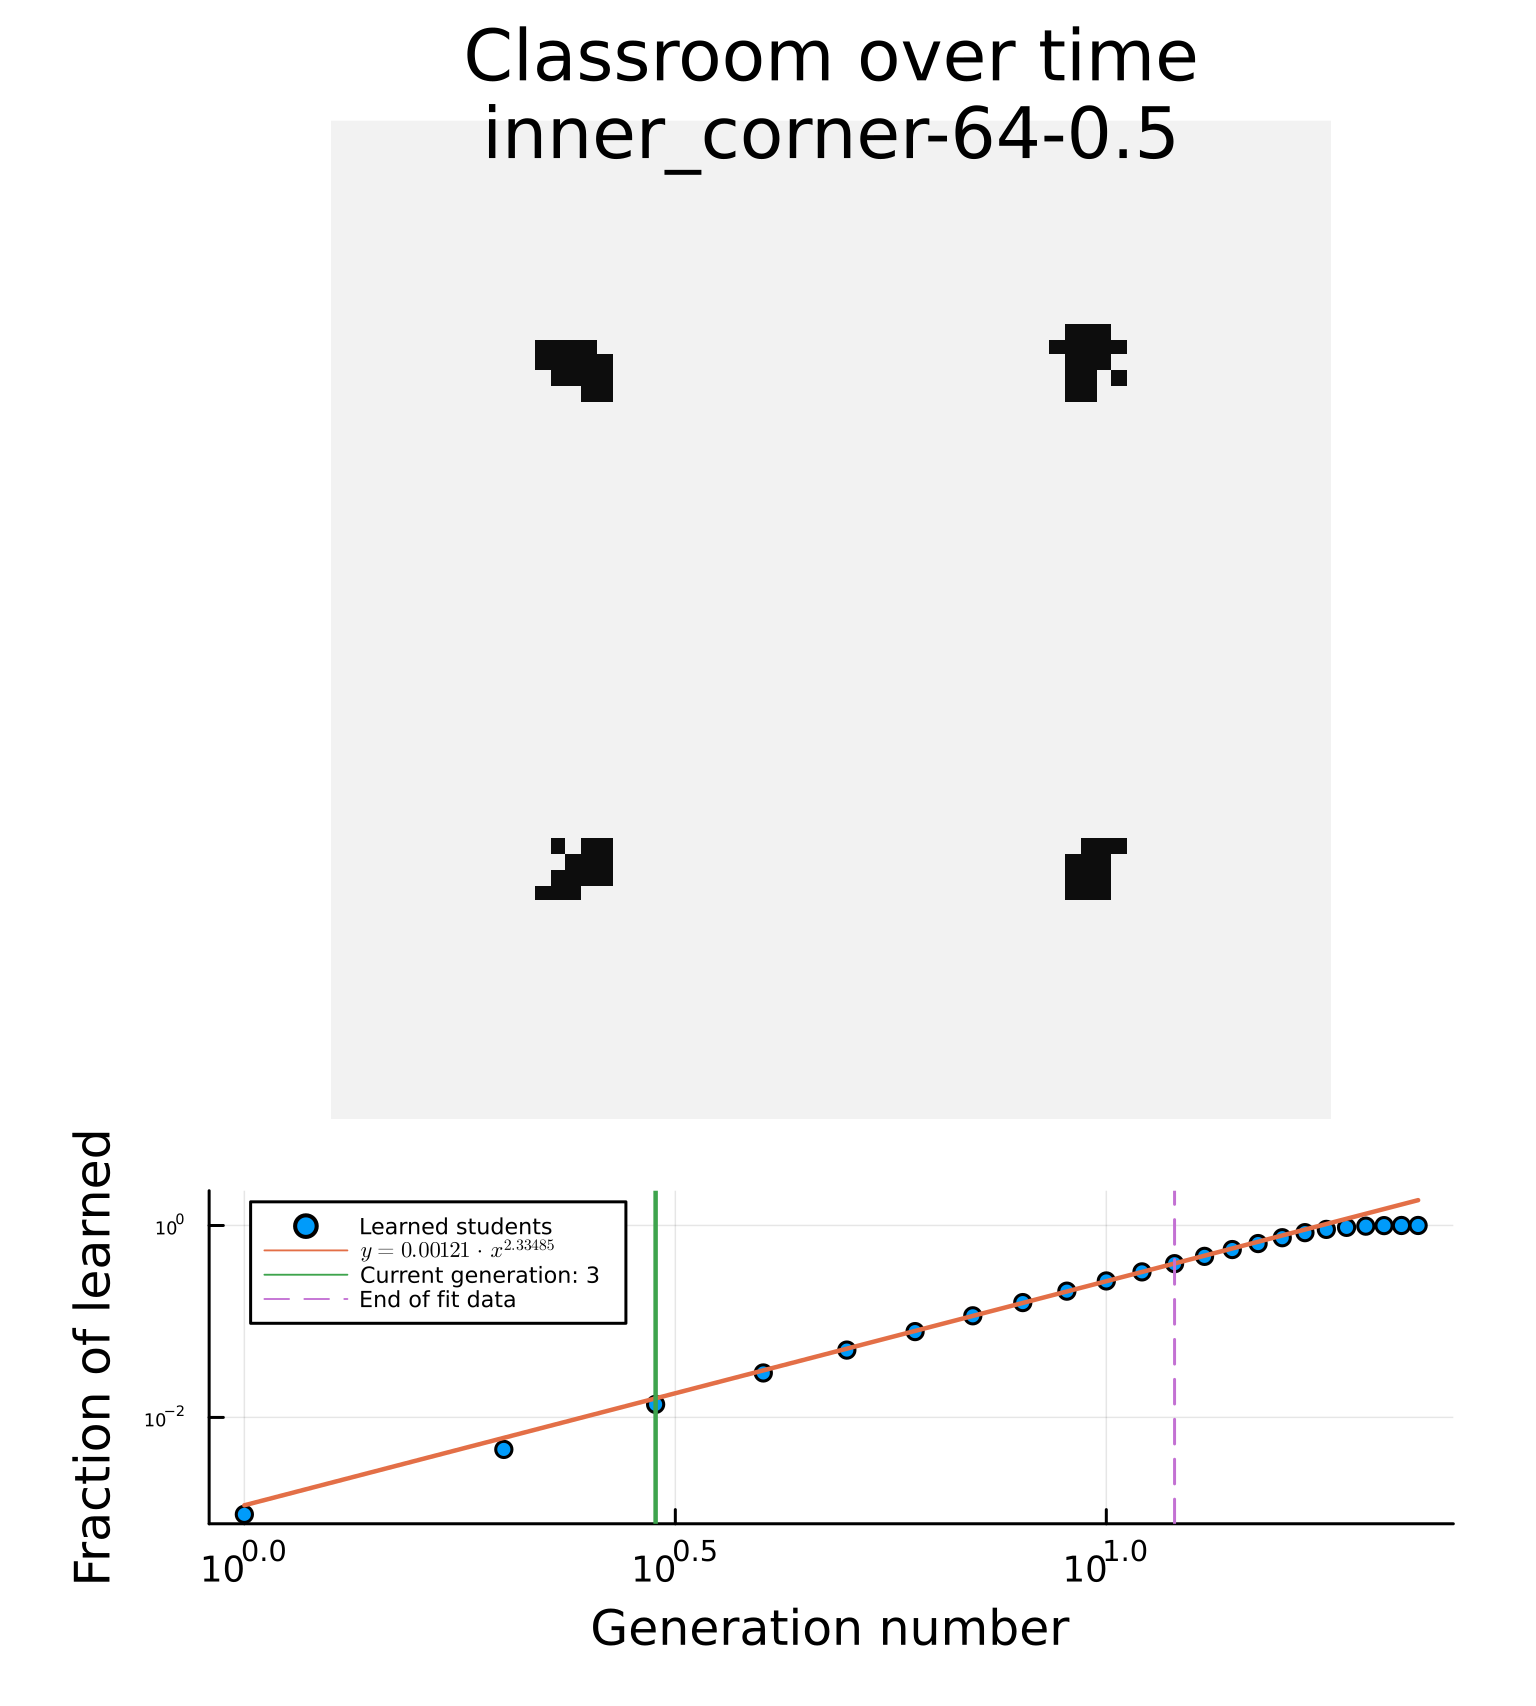 Classroom over time
inner_corner-64-0.5
Fraction of learned
10^0
10^−2
Learned students
y = 0.00121 · x^2.33485
Current generation: 3
End of fit data
10^0.0
10^0.5
10^1.0
Generation number